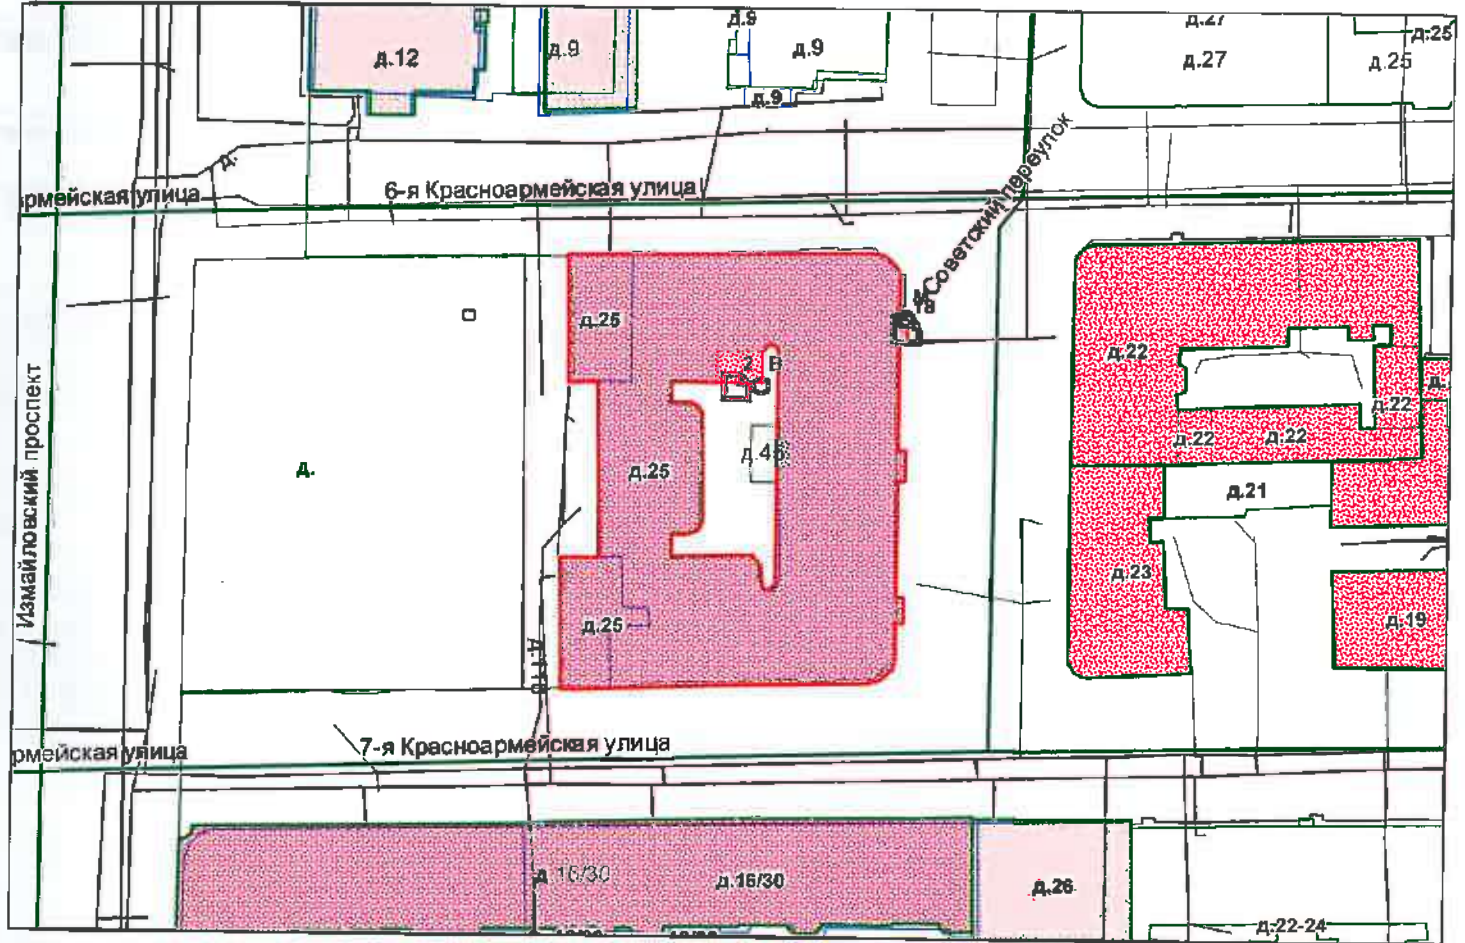 д.9
д.27
д.25
д.12
д.9
д.9
д.27
д.25
д.9
д.
рмейская улица
6-я Красноармейская улица
Советский переулок
д.25
д.22
2
В
д.
д.22
д.22
д.22
Измайловский проспект
д.
д.25
д.21
д.23
д.25
д.19
рмейская улица
7-я Красноармейская улица
д.16/30
д.16/30
д.26
д.22-24